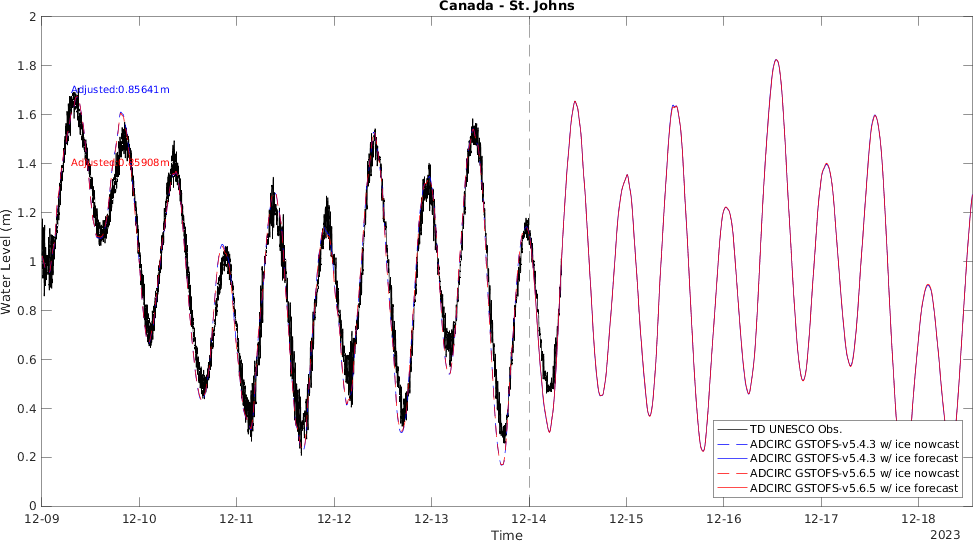 Canada - St. Johns
2
1.8
Adjusted:0.85641m
1.6
1.4
Adjusted:0.85908m
1.2
1
0.8
0.6
0.4
0.2
0
Water Level (m)
TD UNESCO Obs.
ADCIRC GSTOFS-v5.4.3 w/ ice nowcast
ADCIRC GSTOFS-v5.4.3 w/ ice forecast
ADCIRC GSTOFS-v5.6.5 w/ ice nowcast
ADCIRC GSTOFS-v5.6.5 w/ ice forecast
12-09 12-10 12-11 12-12 12-13 12-14 12-15 12-16 12-17 12-18
Time
2023